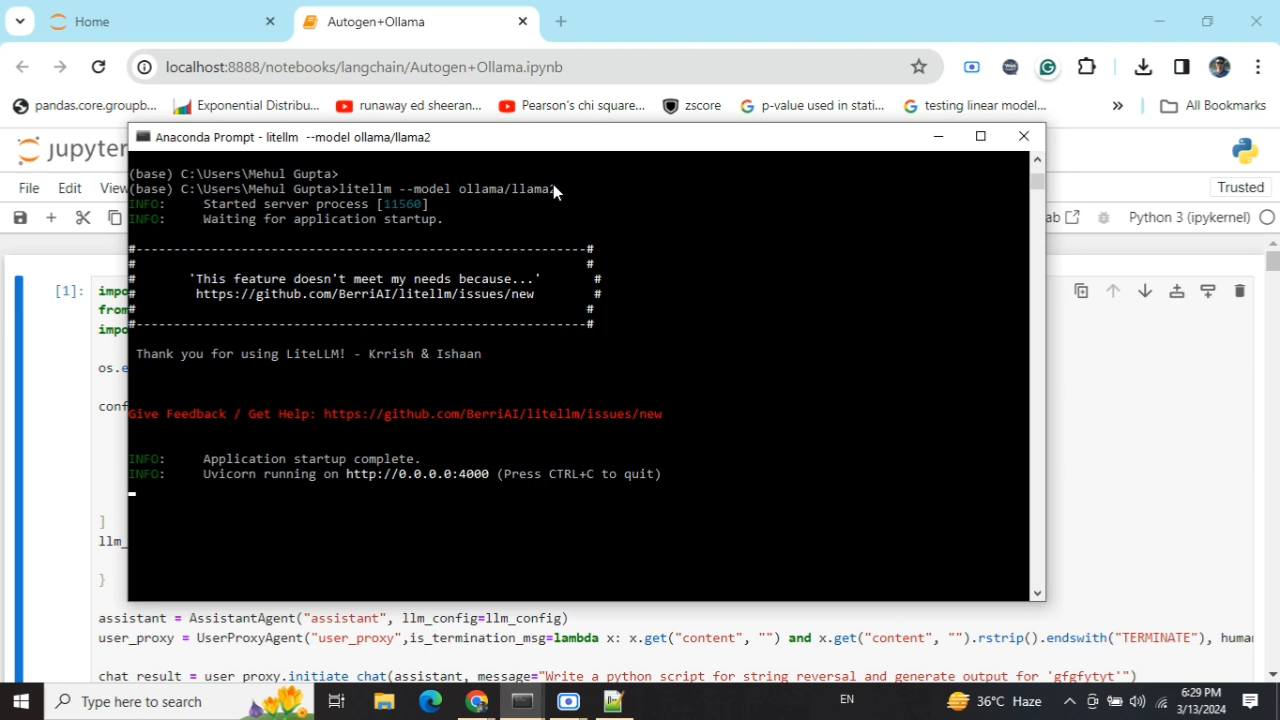 Home
Autogen+Ollama
localhost:8888/notebooks/langchain/Autogen+Ollama.ipynb
pandas.core.groupb... Exponential Distribu... runaway ed sheeran... Pearson's chi square... zscore p-value used in stati... testing linear model... » All Bookmarks
Anaconda Prompt - litellm --model ollama/llama2
jupyter
(base) C:\Users\Mehul Gupta>
(base) C:\Users\Mehul Gupta>litellm --model ollama/llama2
File Edit View
Trusted
INFO: Started server process [11560]
INFO: Waiting for application startup.
Python 3 (ipykernel)
#------------------------------------------------------------#
# #
# 'This feature doesn't meet my needs because...' #
# https://github.com/BerriAI/litellm/issues/new #
# #
#------------------------------------------------------------#
[1]:
from
Thank you for using LiteLLM! - Krrish & Ishaan
Give Feedback / Get Help: https://github.com/BerriAI/litellm/issues/new
INFO: Application startup complete.
INFO: Uvicorn running on http://0.0.0.0:4000 (Press CTRL+C to quit)
]
llm_
}
assistant = AssistantAgent("assistant", llm_config=llm_config)
user_proxy = UserProxyAgent("user_proxy",is_termination_msg=lambda x: x.get("content", "") and x.get("content", "").rstrip().endswith("TERMINATE"), huma
chat_result = user_proxy.initiate_chat(assistant, message="Write a python script for string reversal and generate output for 'gfgfytyt'")
Type here to search
EN
36°C Haze
6:29 PM
3/13/2024